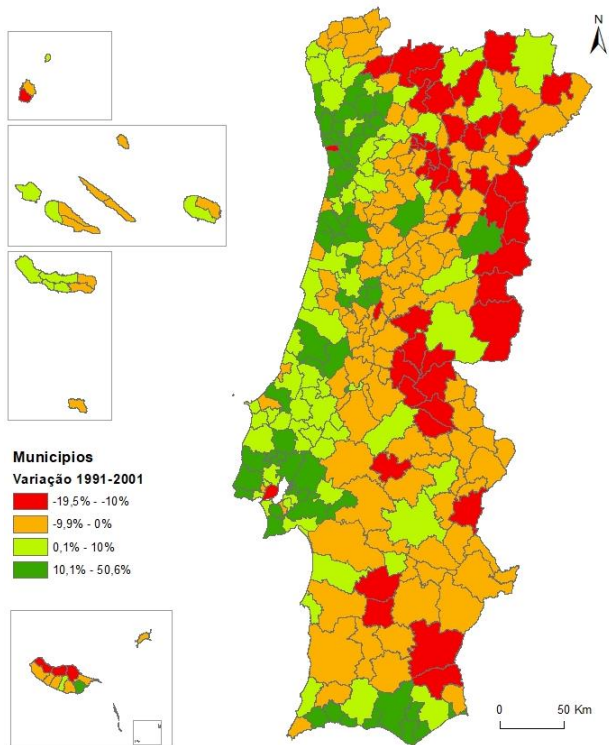 N
Municipios
Variação 1991-2001
-19,5% - -10%
-9,9% - 0%
0,1% - 10%
10,1% - 50,6%
0 50 Km